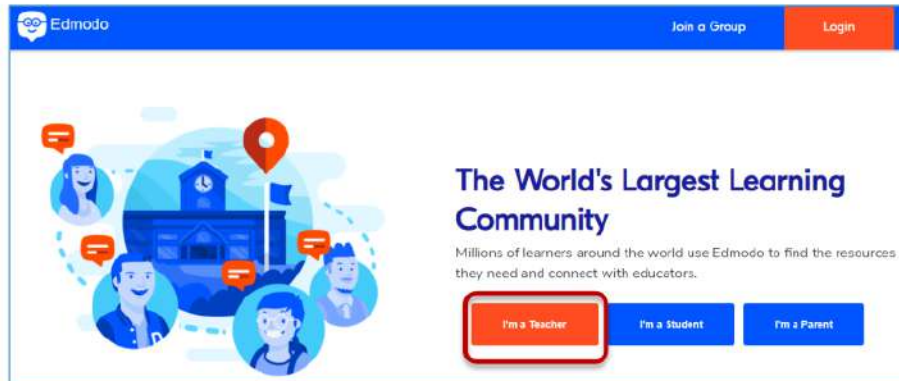 Edmodo
Join a Group
Login
The World's Largest Learning
Community
Millions of learners around the world use Edmodo to find the resources
they need and connect with educators.
I'm a Teacher
I'm a Student
I'm a Parent